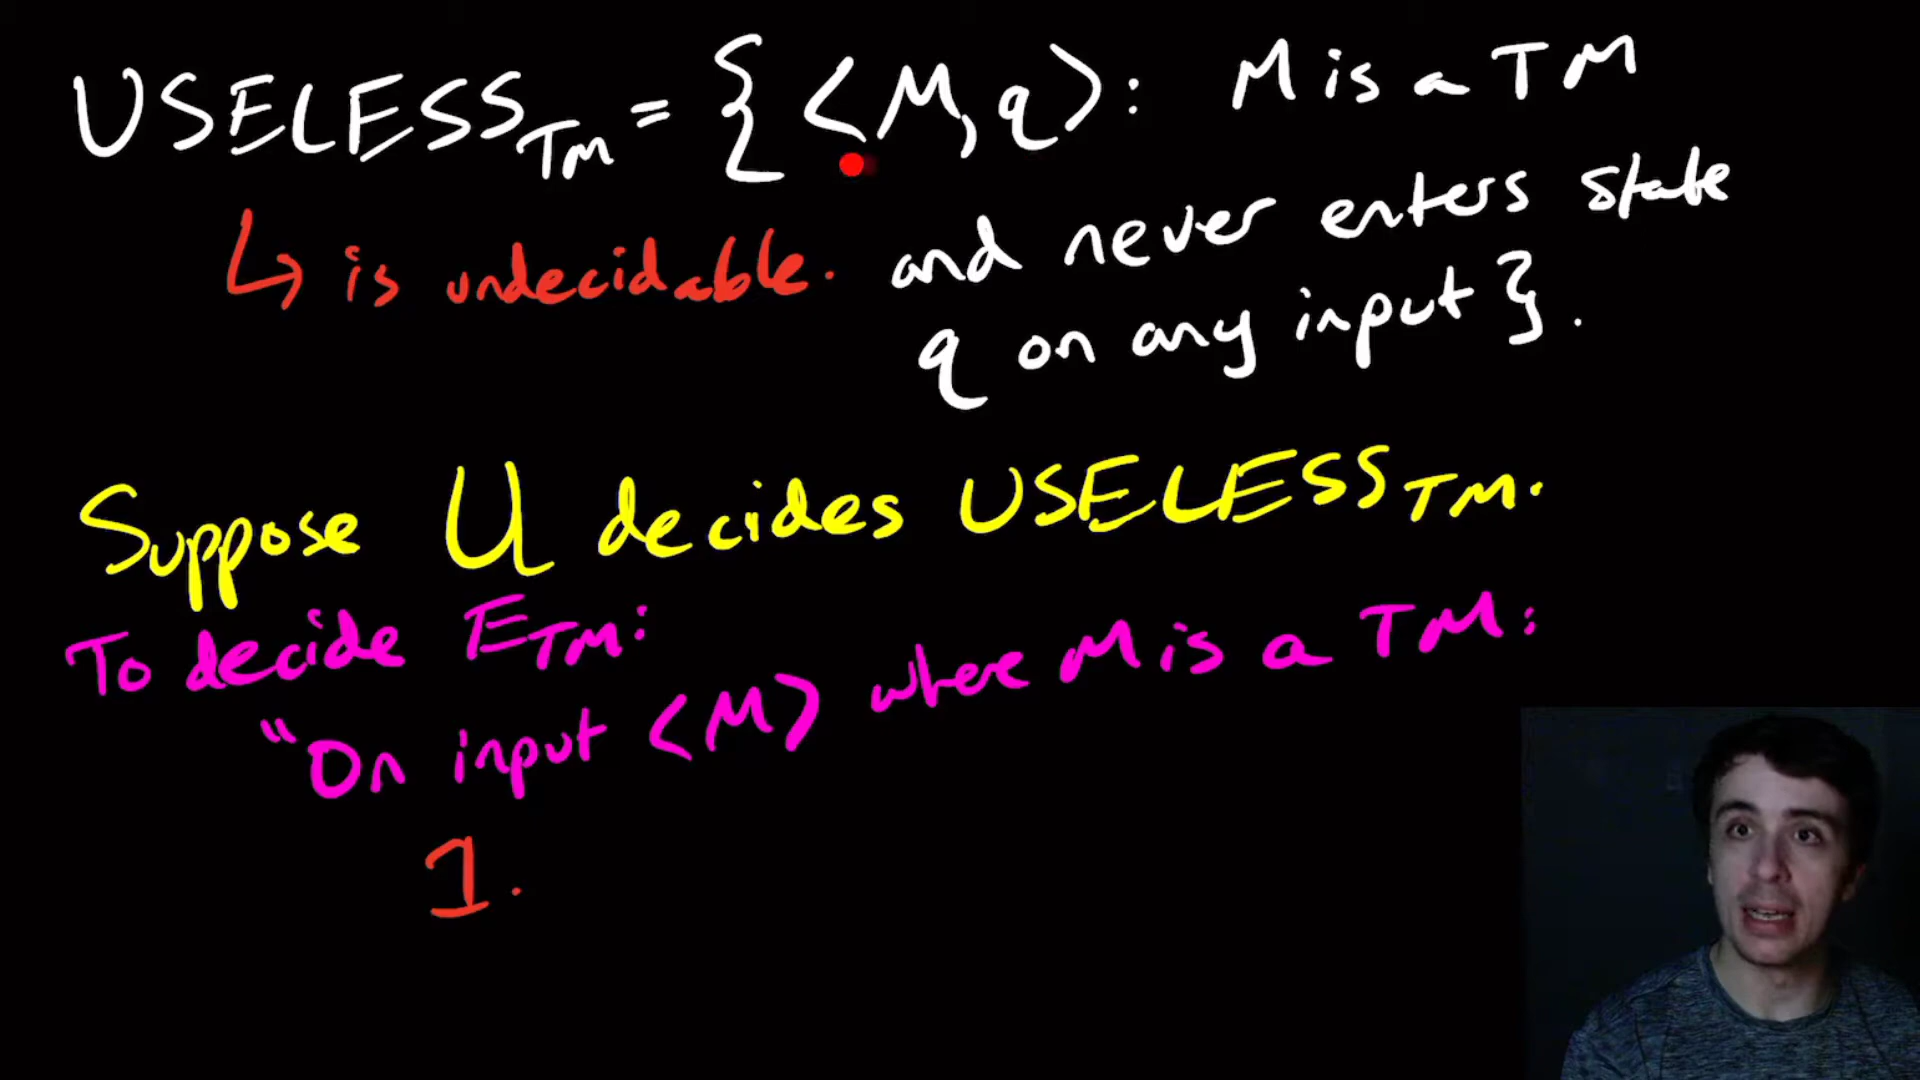 USELESS_TM = { ⟨M, q⟩ : M is a TM
and never enters state
q on any input } .
↳ is undecidable.
Suppose U decides USELESS_TM.
To decide E_TM:
"On input ⟨M⟩ where M is a TM:
1.